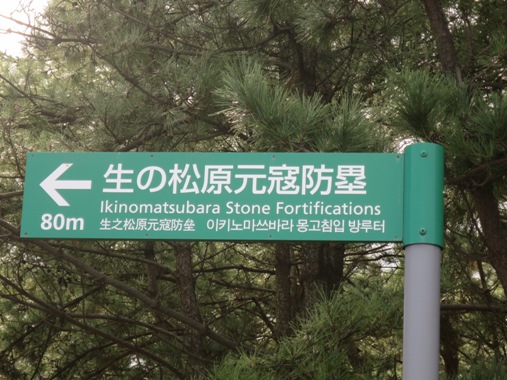 生の松原元寇防塁
Ikinomatsubara Stone Fortifications
80m
生之松原元寇防垒 이키노마쓰바라 몽고침입 방루터